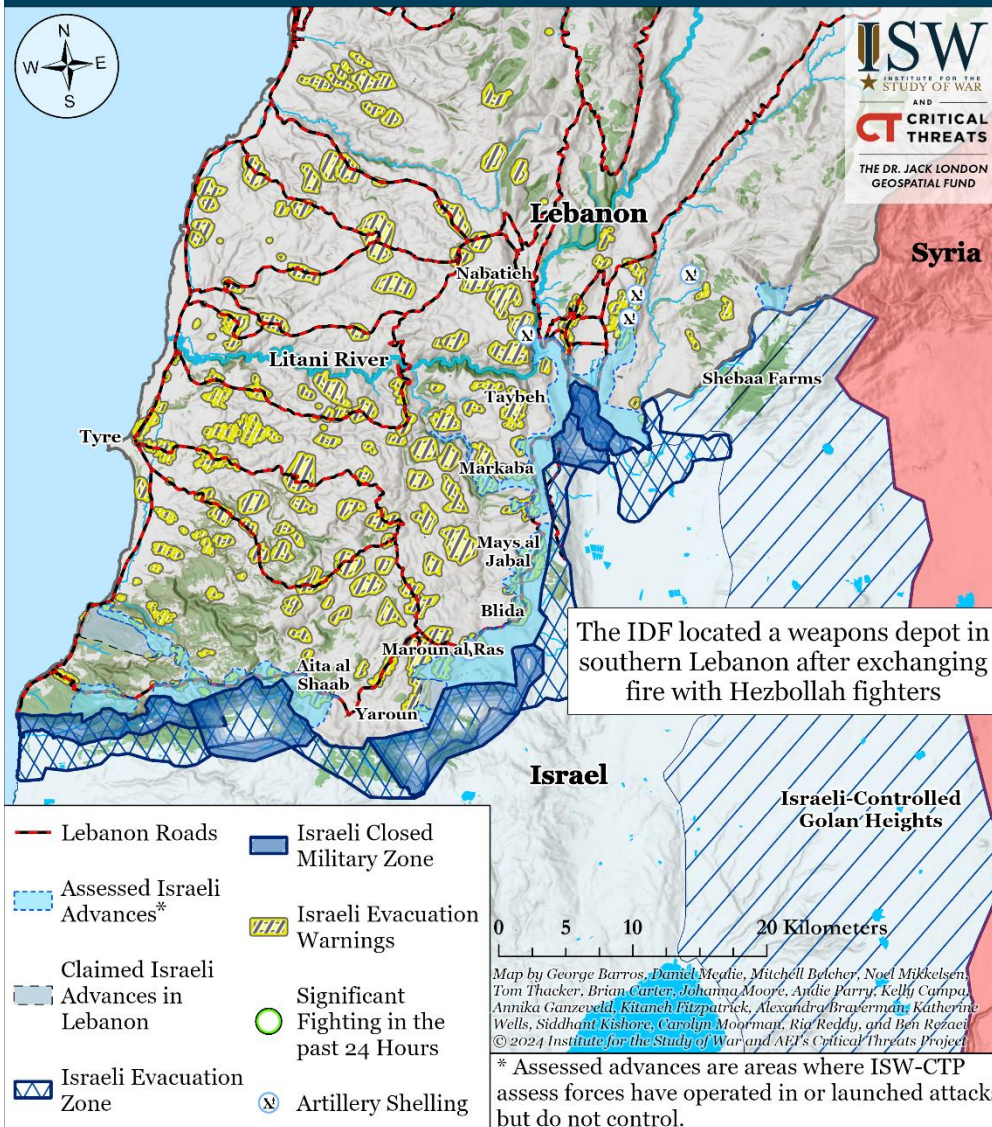 N
W E
S
ISW
INSTITUTE FOR THE
STUDY OF WAR
AND
CT CRITICAL
THREATS
THE DR. JACK LONDON
GEOSPATIAL FUND
Lebanon
Syria
Nabatieh
Litani River
Shebaa Farms
Taybeh
Tyre
Markaba
Mays al
Jabal
Blida
The IDF located a weapons depot in
southern Lebanon after exchanging
fire with Hezbollah fighters
Maroun al Ras
Aita al
Shaab
Yaroun
Israel
Israeli-Controlled
Golan Heights
Lebanon Roads
Assessed Israeli
Advances*
Claimed Israeli
Advances in
Lebanon
Israeli Evacuation
Zone
Israeli Closed
Military Zone
Israeli Evacuation
Warnings
Significant
Fighting in the
past 24 Hours
Artillery Shelling
0 5 10 20 Kilometers
Map by George Barros, Daniel Mealie, Mitchell Belcher, Noel Mikkelsen,
Tom Thacker, Brian Carter, Johanna Moore, Andie Parry, Kelly Campa,
Annika Ganzeveld, Kitaneh Fitzpatrick, Alexandra Braverman, Katherine
Wells, Siddhant Kishore, Carolyn Moorman, Ria Reddy, and Ben Rezaei
© 2024 Institute for the Study of War and AEI's Critical Threats Project
* Assessed advances are areas where ISW-CTP
assess forces have operated in or launched attacks
but do not control.